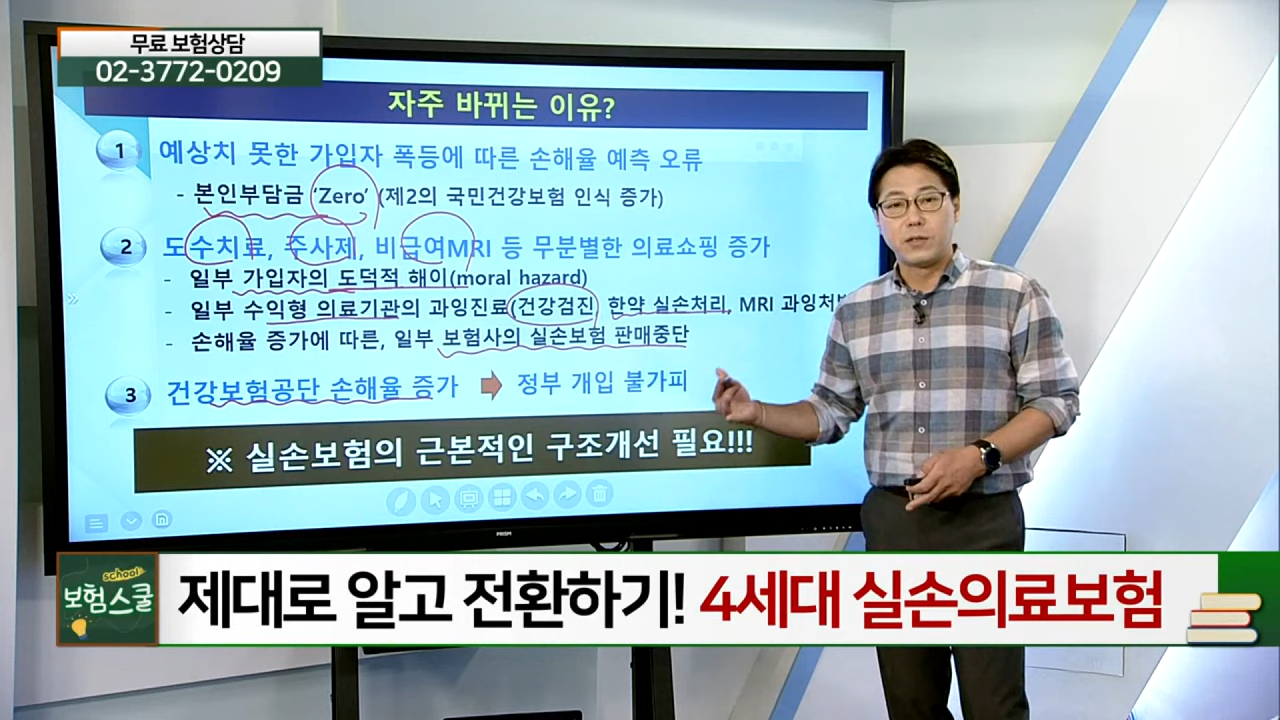 무료 보험상담
02-3772-0209
자주 바뀌는 이유?
1 예상치 못한 가입자 폭등에 따른 손해율 예측 오류
- 본인부담금 'Zero' (제2의 국민건강보험 인식 증가)
2 도수치료, 주사제, 비급여MRI 등 무분별한 의료쇼핑 증가
- 일부 가입자의 도덕적 해이(moral hazard)
- 일부 수익형 의료기관의 과잉진료(건강검진 한약 실손처리, MRI 과잉처방
- 손해율 증가에 따른, 일부 보험사의 실손보험 판매중단
3 건강보험공단 손해율 증가 ➡ 정부 개입 불가피
※ 실손보험의 근본적인 구조개선 필요!!!
PRISM
school
보험스쿨
제대로 알고 전환하기! 4세대 실손의료보험